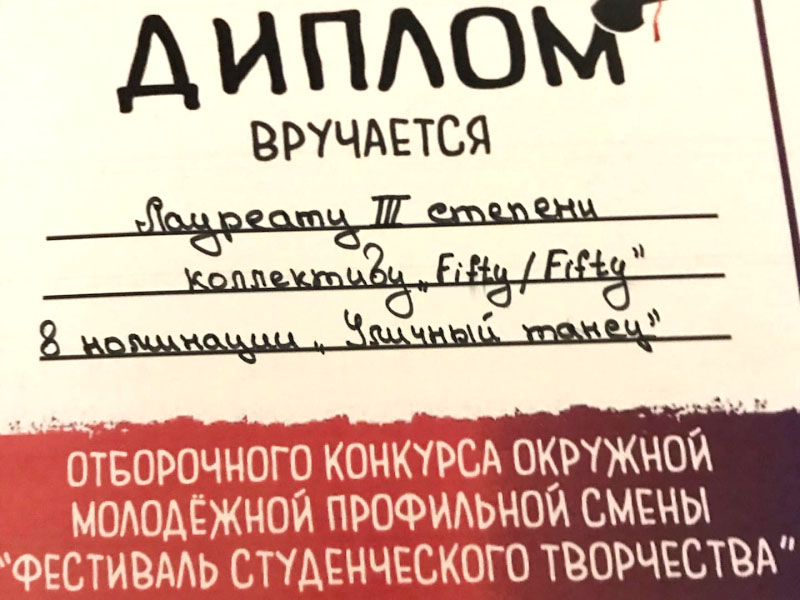 ДИПЛОМ
ВРУЧАЕТСЯ
Лауреату III степени
коллективу „Fifty/Fifty"
в номинации „Уличный танец"
ОТБОРОЧНОГО КОНКУРСА ОКРУЖНОЙ
МОЛОДЁЖНОЙ ПРОФИЛЬНОЙ СМЕНЫ
"ФЕСТИВАЛЬ СТУДЕНЧЕСКОГО ТВОРЧЕСТВА"